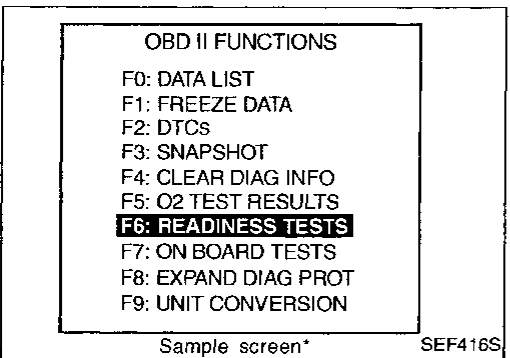 OBD II FUNCTIONS
F0: DATA LIST
F1: FREEZE DATA
F2: DTCs
F3: SNAPSHOT
F4: CLEAR DIAG INFO
F5: O2 TEST RESULTS
F6: READINESS TESTS
F7: ON BOARD TESTS
F8: EXPAND DIAG PROT
F9: UNIT CONVERSION
Sample screen*
SEF416S